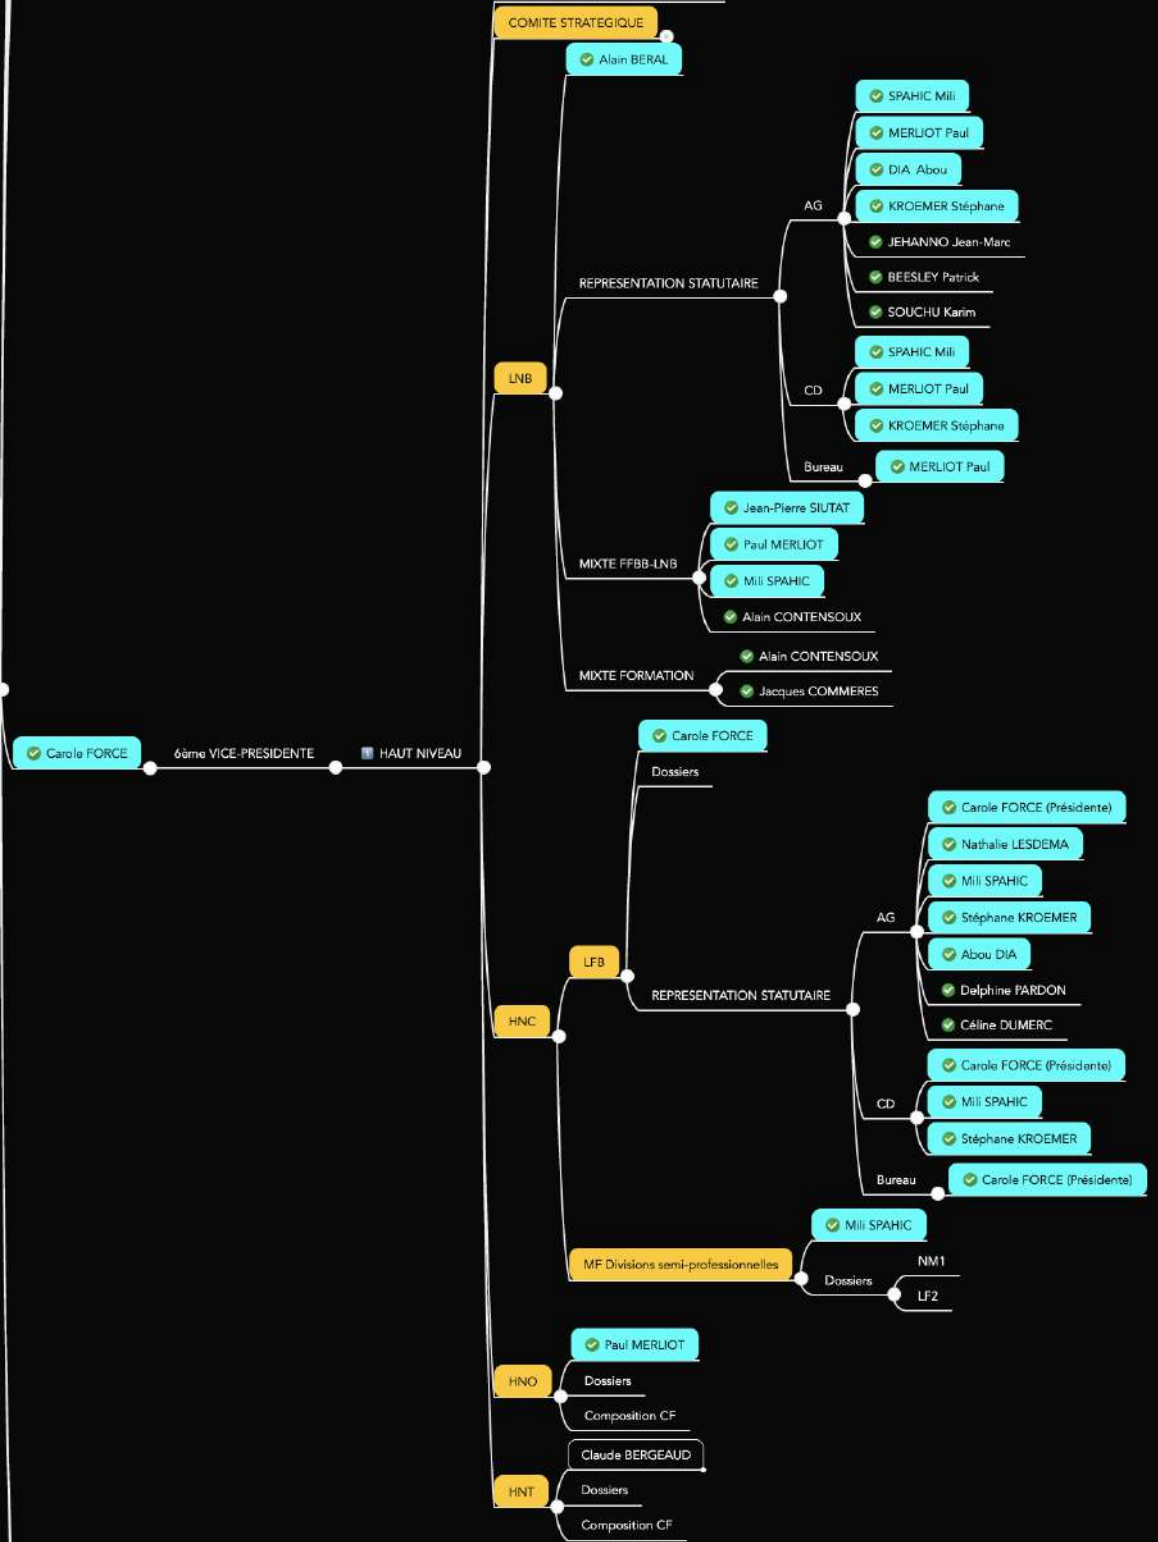 COMITE STRATEGIQUE
Alain BERAL
SPAHIC Mili
MERLIOT Paul
DIA Abou
AG
KROEMER Stéphane
JEHANNO Jean-Marc
BEESLEY Patrick
REPRESENTATION STATUTAIRE
SOUCHU Karim
SPAHIC Mili
LNB
CD
MERLIOT Paul
KROEMER Stéphane
Bureau
MERLIOT Paul
Jean-Pierre SIUTAT
Paul MERLIOT
MIXTE FFBB-LNB
Mili SPAHIC
Alain CONTENSOUX
Alain CONTENSOUX
MIXTE FORMATION
Jacques COMMERES
Carole FORCE
6ème VICE-PRESIDENTE
HAUT NIVEAU
Carole FORCE
Dossiers
Carole FORCE (Présidente)
Nathalie LESDEMA
Mili SPAHIC
AG
Stéphane KROEMER
LFB
Abou DIA
REPRESENTATION STATUTAIRE
Delphine PARDON
HNC
Céline DUMERC
Carole FORCE (Présidente)
CD
Mili SPAHIC
Stéphane KROEMER
Bureau
Carole FORCE (Présidente)
Mili SPAHIC
MF Divisions semi-professionnelles
Dossiers
NM1
LF2
Paul MERLIOT
HNO
Dossiers
Composition CF
Claude BERGEAUD
HNT
Dossiers
Composition CF